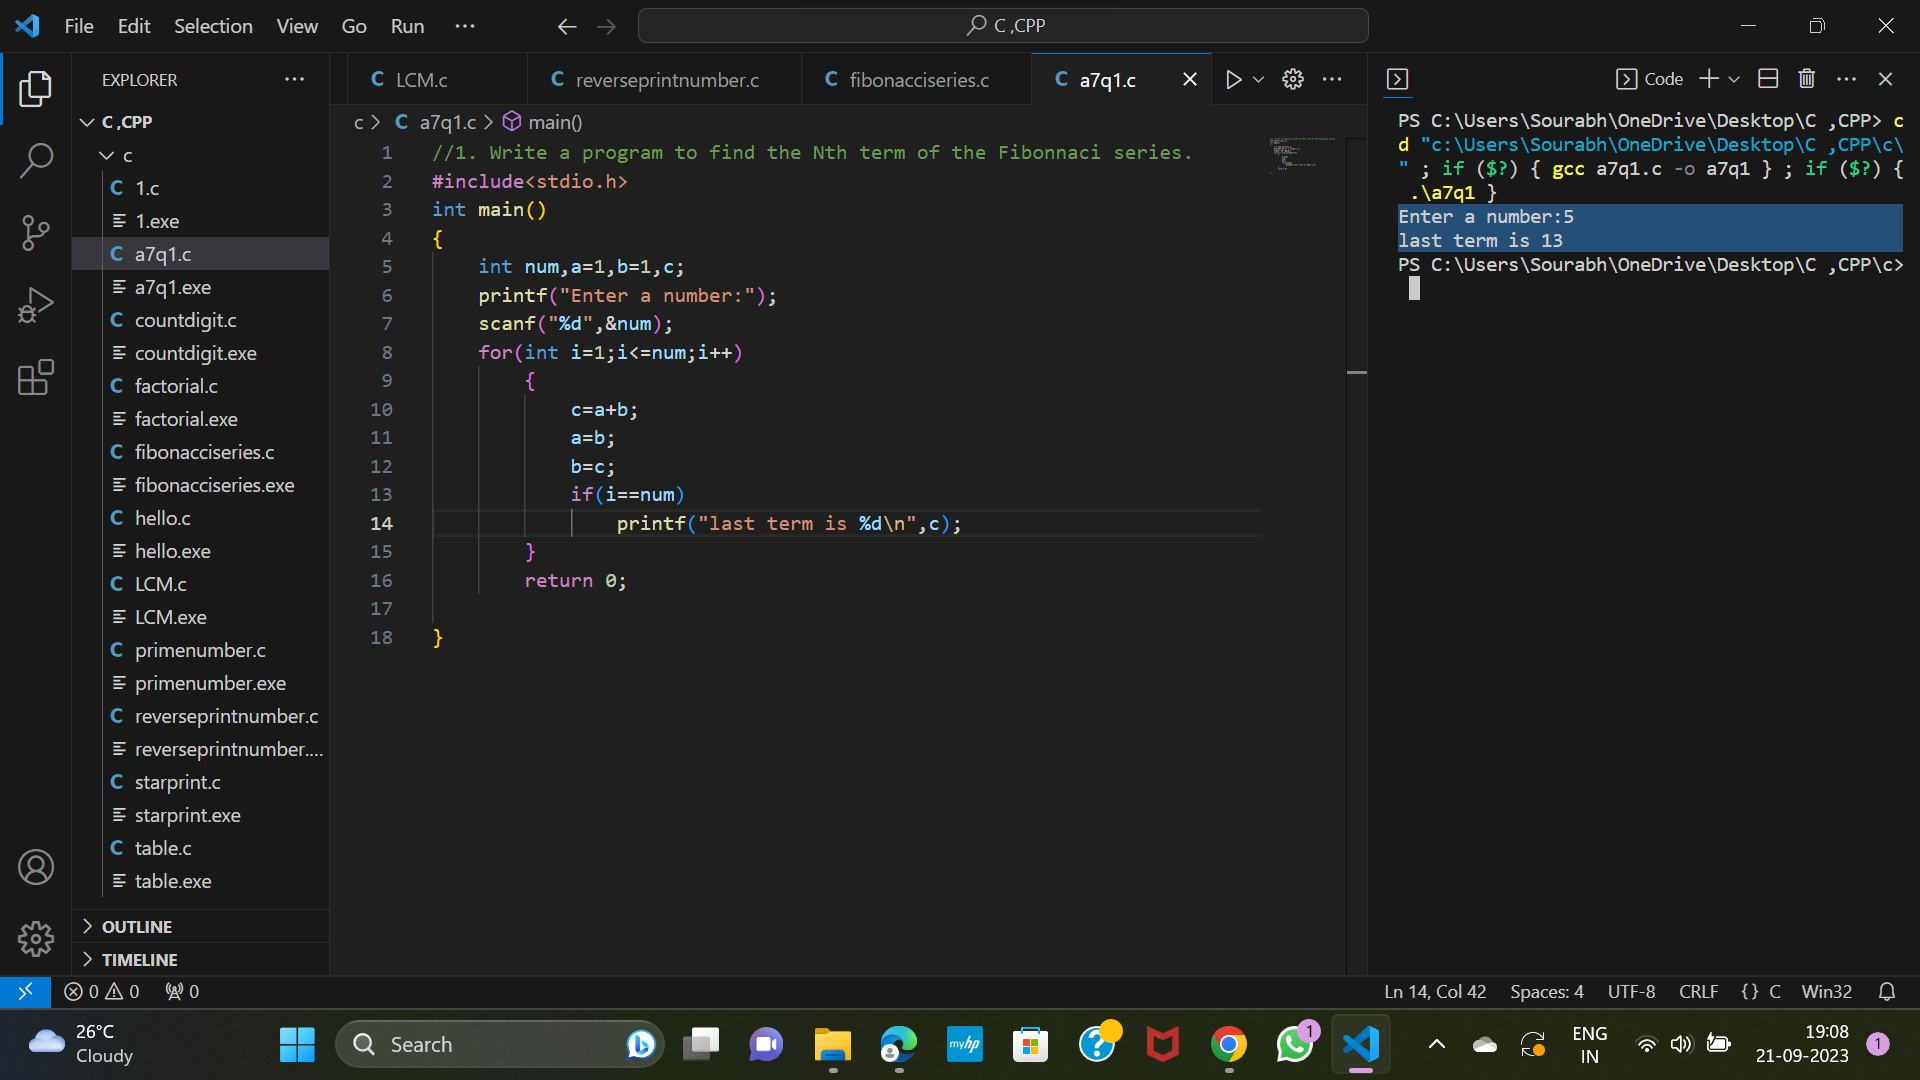 File Edit Selection View Go Run ··· C ,CPP
EXPLORER ···
C ,CPP
c
C 1.c
1.exe
C a7q1.c
a7q1.exe
C countdigit.c
countdigit.exe
C factorial.c
factorial.exe
C fibonacciseries.c
fibonacciseries.exe
C hello.c
hello.exe
C LCM.c
LCM.exe
C primenumber.c
primenumber.exe
C reverseprintnumber.c
reverseprintnumber....
C starprint.c
starprint.exe
C table.c
table.exe
OUTLINE
TIMELINE
C LCM.c C reverseprintnumber.c C fibonacciseries.c C a7q1.c
c > C a7q1.c > main()
1 //1. Write a program to find the Nth term of the Fibonnaci series.
2 #include<stdio.h>
3 int main()
4 {
5 int num,a=1,b=1,c;
6 printf("Enter a number:");
7 scanf("%d",&num);
8 for(int i=1;i<=num;i++)
9 {
10 c=a+b;
11 a=b;
12 b=c;
13 if(i==num)
14 printf("last term is %d\n",c);
15 }
16 return 0;
17
18 }
Code
PS C:\Users\Sourabh\OneDrive\Desktop\C ,CPP> c
d "c:\Users\Sourabh\OneDrive\Desktop\C ,CPP\c\
" ; if ($?) { gcc a7q1.c -o a7q1 } ; if ($?) {
.\a7q1 }
Enter a number:5
last term is 13
PS C:\Users\Sourabh\OneDrive\Desktop\C ,CPP\c>
0 0 0 Ln 14, Col 42 Spaces: 4 UTF-8 CRLF {} C Win32
26°C
Cloudy
Search
myhp
1
ENG
IN
19:08
21-09-2023
1